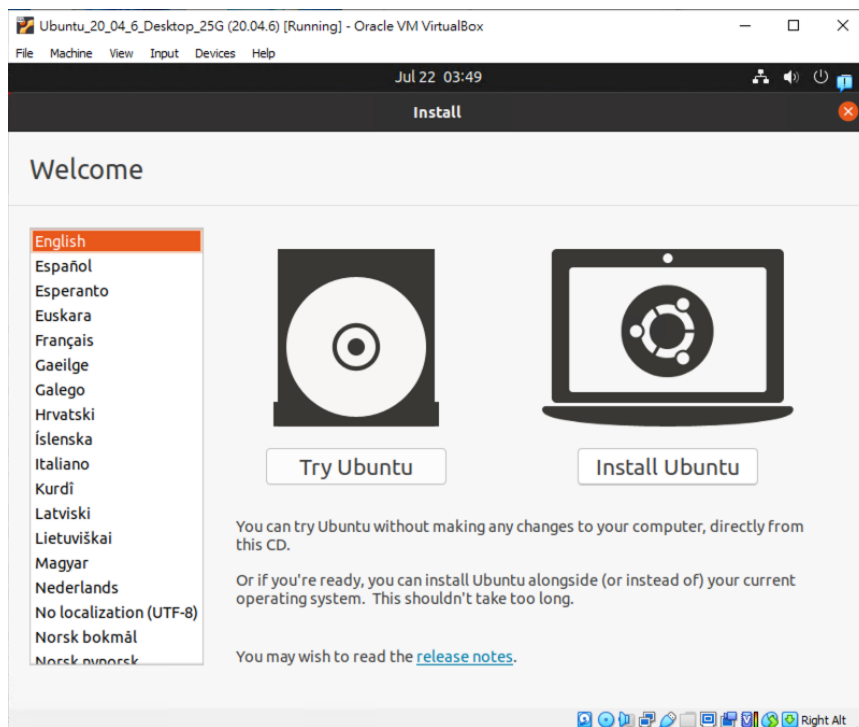 Ubuntu_20_04_6_Desktop_25G (20.04.6) [Running] - Oracle VM VirtualBox
File Machine View Input Devices Help
Jul 22 03:49
Install
Welcome
English
Español
Esperanto
Euskara
Français
Gaeilge
Galego
Hrvatski
Íslenska
Italiano
Kurdî
Latviski
Lietuviškai
Magyar
Nederlands
No localization (UTF-8)
Norsk bokmål
Norsk nynorsk
Try Ubuntu
Install Ubuntu
You can try Ubuntu without making any changes to your computer, directly from
this CD.
Or if you're ready, you can install Ubuntu alongside (or instead of) your current
operating system. This shouldn't take too long.
You may wish to read the release notes.
Right Alt